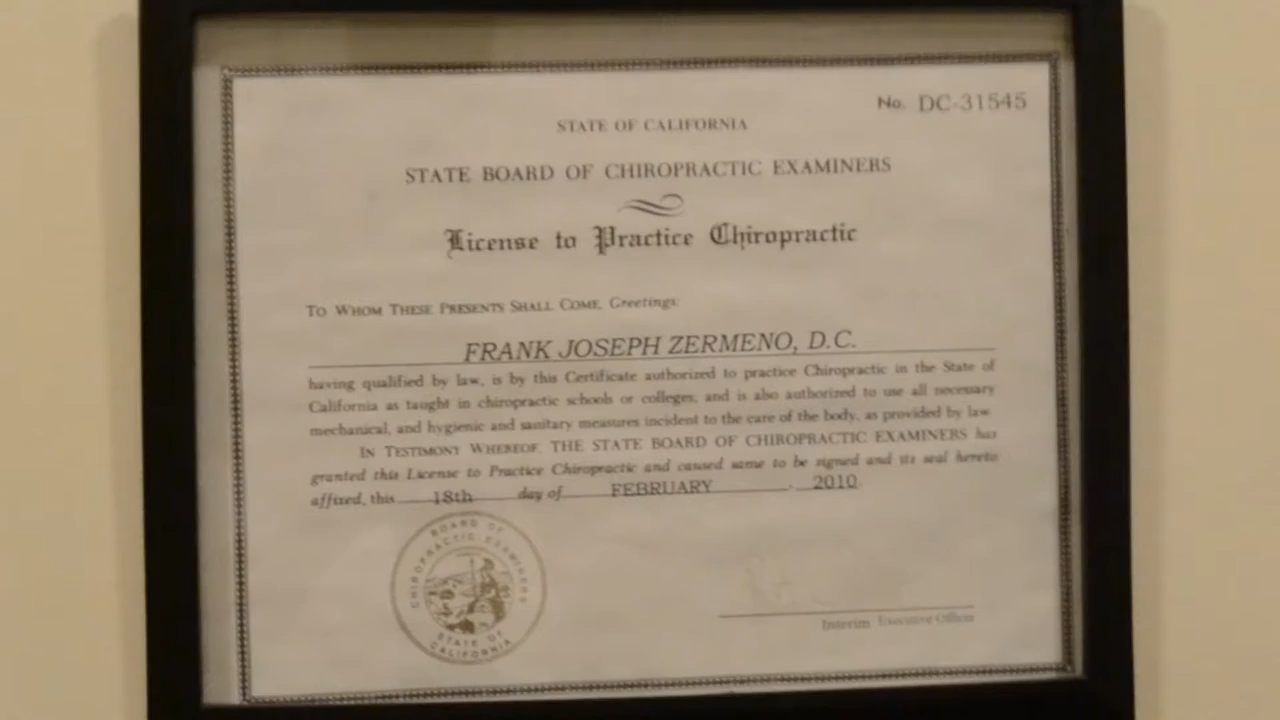 No. DC-31545
STATE OF CALIFORNIA
STATE BOARD OF CHIROPRACTIC EXAMINERS
License to Practice Chiropractic
TO WHOM THESE PRESENTS SHALL COME, Greetings:
FRANK JOSEPH ZERMENO, D.C.
having qualified by law, is by this Certificate authorized to practice Chiropractic in the State of
California as taught in chiropractic schools or colleges; and is also authorized to use all necessary
mechanical, and hygienic and sanitary measures incident to the care of the body, as provided by law.
IN TESTIMONY WHEREOF, THE STATE BOARD OF CHIROPRACTIC EXAMINERS has
granted this License to Practice Chiropractic and caused same to be signed and its seal hereto
affixed, this 18th day of FEBRUARY, 2010
BOARD OF
CHIROPRACTIC EXAMINERS
STATE OF
CALIFORNIA
Interim Executive Officer